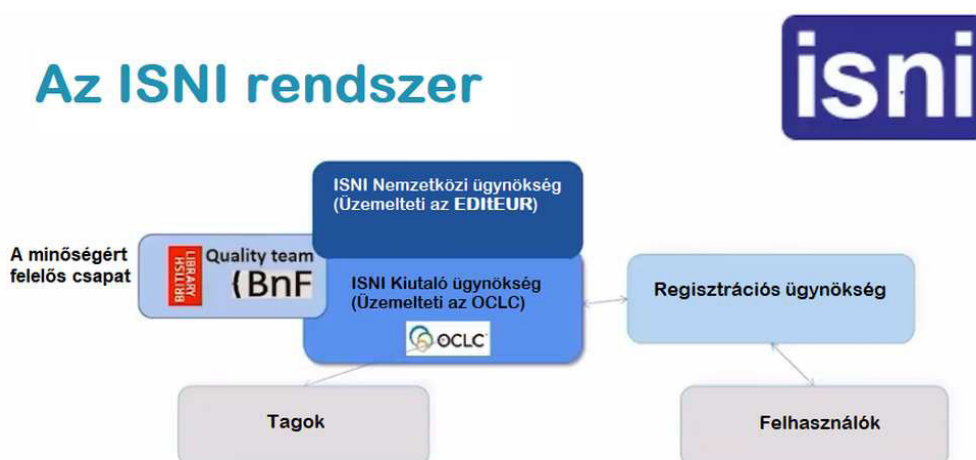 Az ISNI rendszer
isni
ISNI Nemzetközi ügynökség
(Üzemelteti az EDItEUR)
A minőségért
felelős csapat
BRITISH
LIBRARY
Quality team
(BnF
ISNI Kiutaló ügynökség
(Üzemelteti az OCLC)
OCLC
Regisztrációs ügynökség
Tagok
Felhasználók